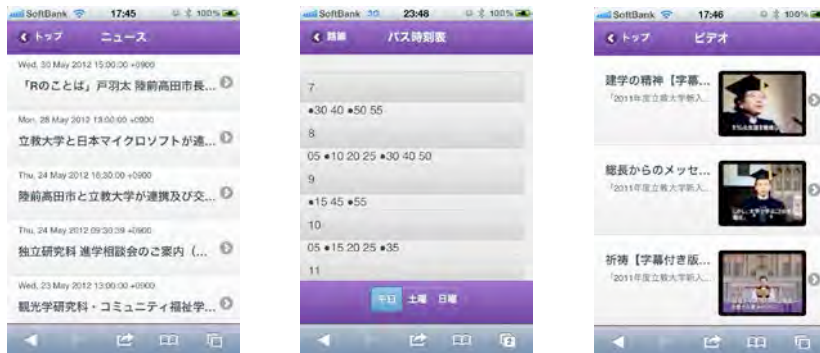 SoftBank 17:45 100%
トップ ニュース
Wed, 30 May 2012 15:00:00 +0900
「Rのことば」戸羽太 陸前高田市長...
Mon, 28 May 2012 13:00:00 +0900
立教大学と日本マイクロソフトが連...
Thu, 24 May 2012 16:30:00 +0900
陸前高田市と立教大学が連携及び交...
Thu, 24 May 2012 09:30:39 +0900
独立研究科 進学相談会のご案内（...
Wed, 23 May 2012 13:00:00 +0900
観光学研究科・コミュニティ福祉学...
SoftBank 3G 23:48 100%
路線 バス時刻表
7
●30 40 ●50 55
8
05 ●10 20 25 ●30 40 50
9
●15 45 ●55
10
05 ●15 20 25 ●35
11
平日 土曜 日曜
SoftBank 17:46 100%
トップ ビデオ
建学の精神【字幕...
「2011年度立教大学新入...
総長からのメッセ...
「2011年度立教大学新入...
祈祷【字幕付き版...
「2011年度立教大学新入...